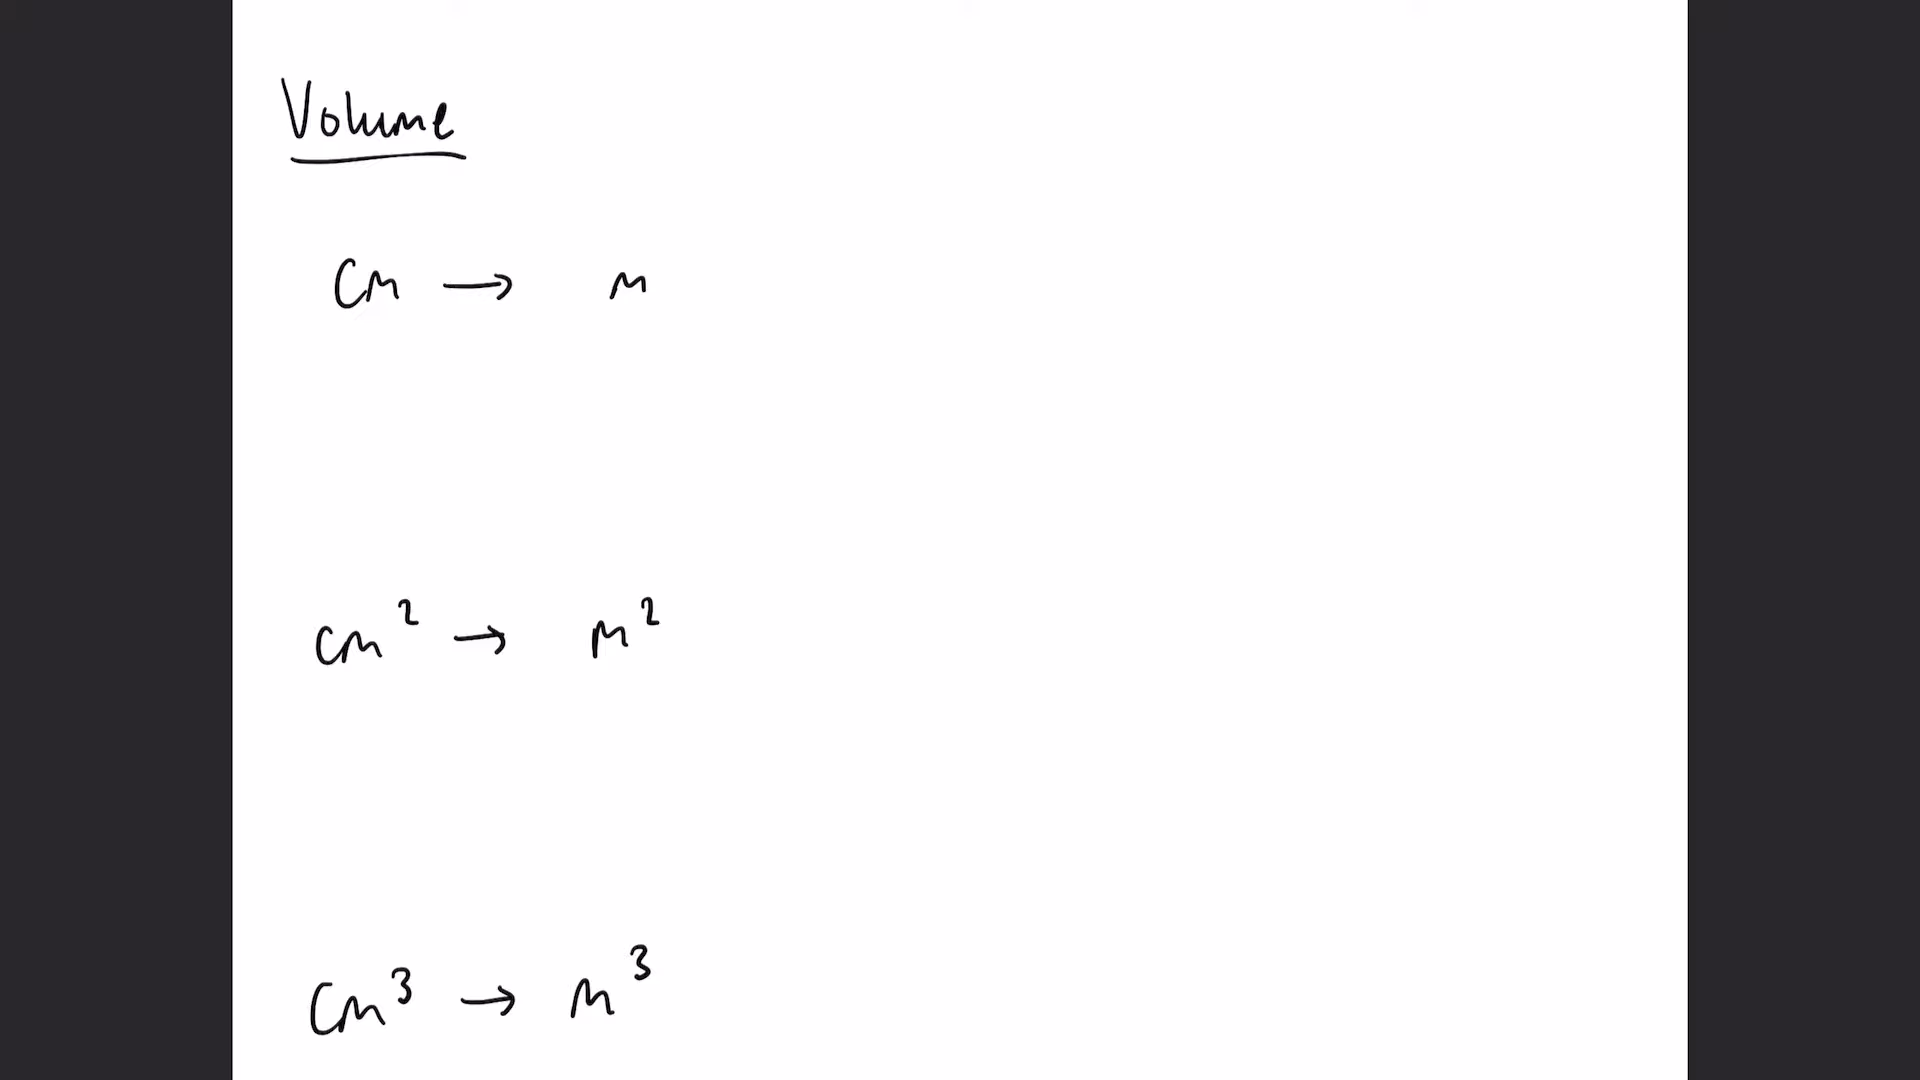 Volume
Cm → m
cm² → m²
Cm³ → m³